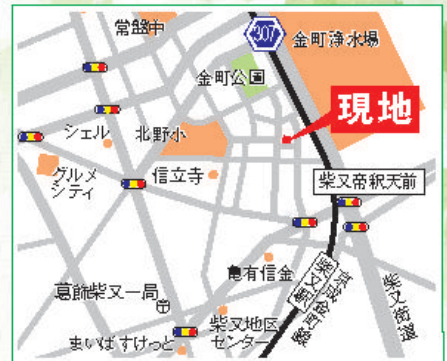 常盤中
307
金町浄水場
金町公園
現地
シェル
北野小
グルメ
シティ
信立寺
柴又帝釈天前
亀有信金
柴又駅
京成金町線
柴又街道
葛飾柴又一局
柴又地区
センター
まいばすけっと